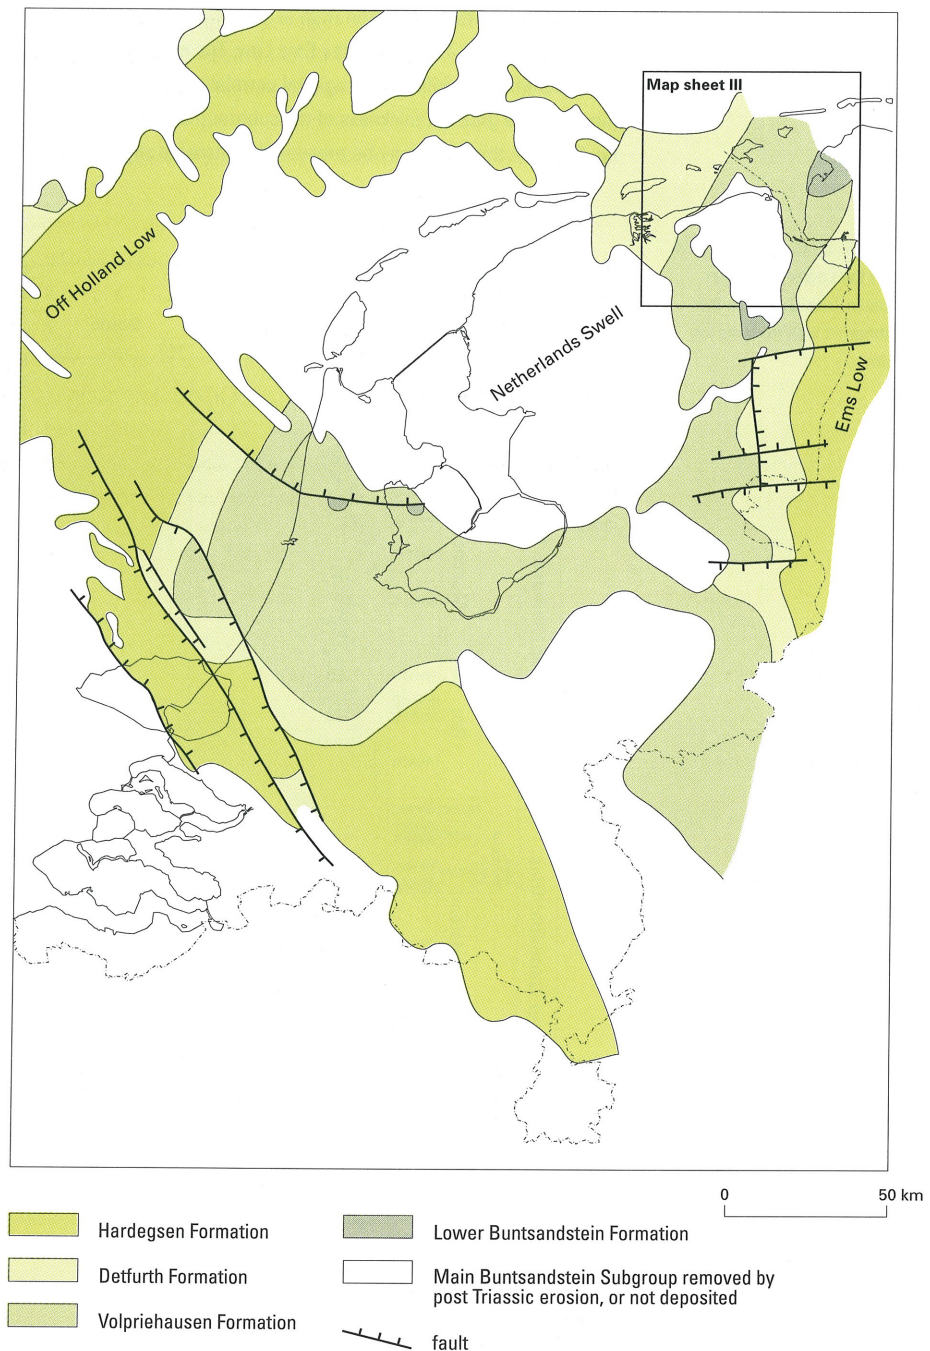 Map sheet III
Off Holland Low
Netherlands Swell
Ems Low
0 50 km
Hardegsen Formation
Detfurth Formation
Volpriehausen Formation
Lower Buntsandstein Formation
Main Buntsandstein Subgroup removed by
post Triassic erosion, or not deposited
fault